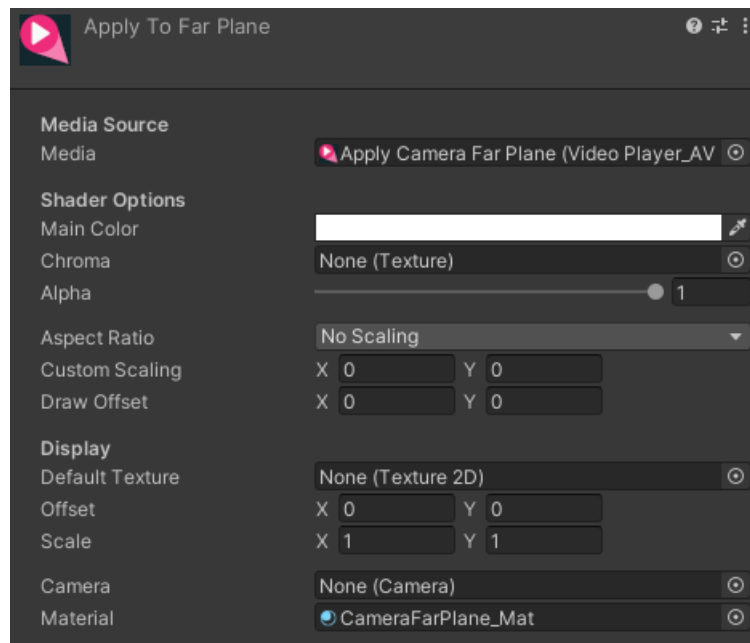 Apply To Far Plane
Media Source
Media Apply Camera Far Plane (Video Player_AV
Shader Options
Main Color
Chroma None (Texture)
Alpha 1
Aspect Ratio No Scaling
Custom Scaling X 0 Y 0
Draw Offset X 0 Y 0
Display
Default Texture None (Texture 2D)
Offset X 0 Y 0
Scale X 1 Y 1
Camera None (Camera)
Material CameraFarPlane_Mat